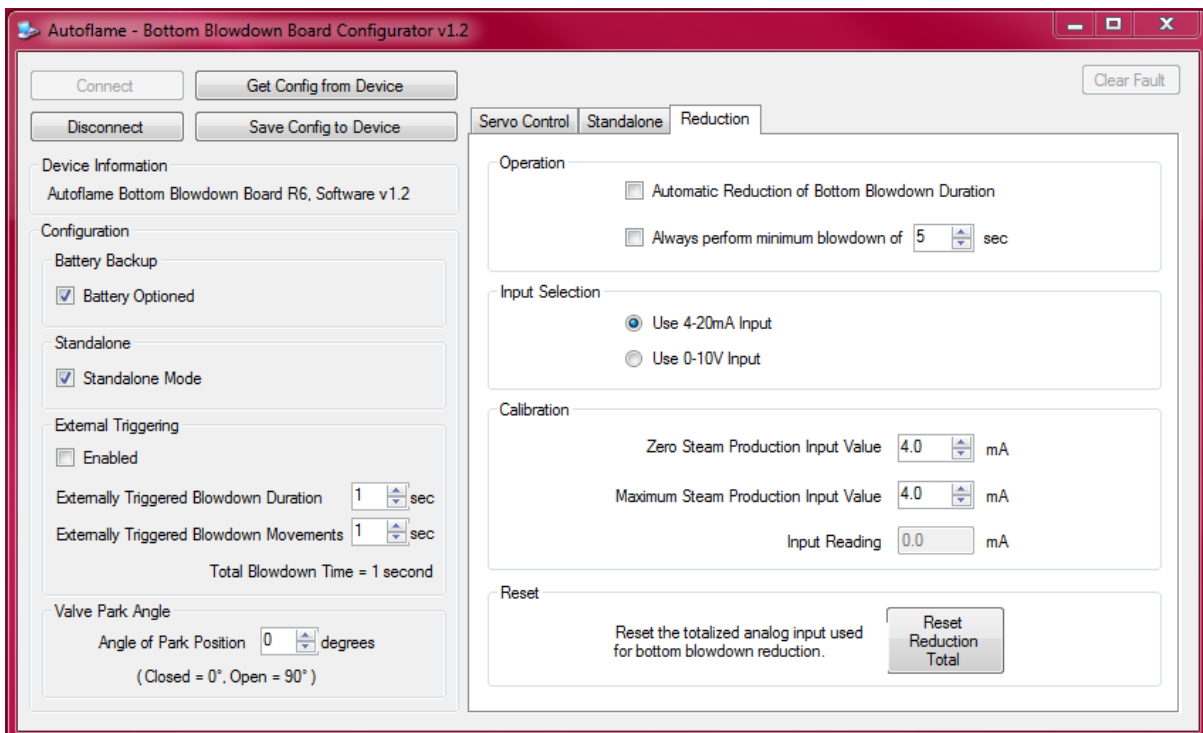 Autoflame - Bottom Blowdown Board Configurator v1.2
Connect
Get Config from Device
Clear Fault
Disconnect
Save Config to Device
Servo Control
Standalone
Reduction
Device Information
Autoflame Bottom Blowdown Board R6, Software v1.2
Configuration
Battery Backup
Battery Optioned
Standalone
Standalone Mode
External Triggering
Enabled
Externally Triggered Blowdown Duration 1 sec
Externally Triggered Blowdown Movements 1 sec
Total Blowdown Time = 1 second
Valve Park Angle
Angle of Park Position 0 degrees
( Closed = 0°, Open = 90° )
Operation
Automatic Reduction of Bottom Blowdown Duration
Always perform minimum blowdown of 5 sec
Input Selection
Use 4-20mA Input
Use 0-10V Input
Calibration
Zero Steam Production Input Value 4.0 mA
Maximum Steam Production Input Value 4.0 mA
Input Reading 0.0 mA
Reset
Reset the totalized analog input used
for bottom blowdown reduction.
Reset
Reduction
Total